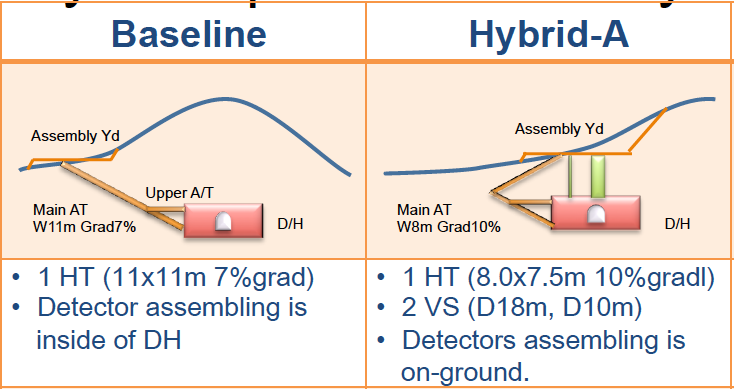 Baseline
Hybrid-A
Assembly Yd
Upper A/T
Main AT
W11m Grad7%
D/H
Assembly Yd
Main AT
W8m Grad10%
D/H
• 1 HT (11x11m 7%grad)
• Detector assembling is
inside of DH
• 1 HT (8.0x7.5m 10%gradl)
• 2 VS (D18m, D10m)
• Detectors assembling is
on-ground.